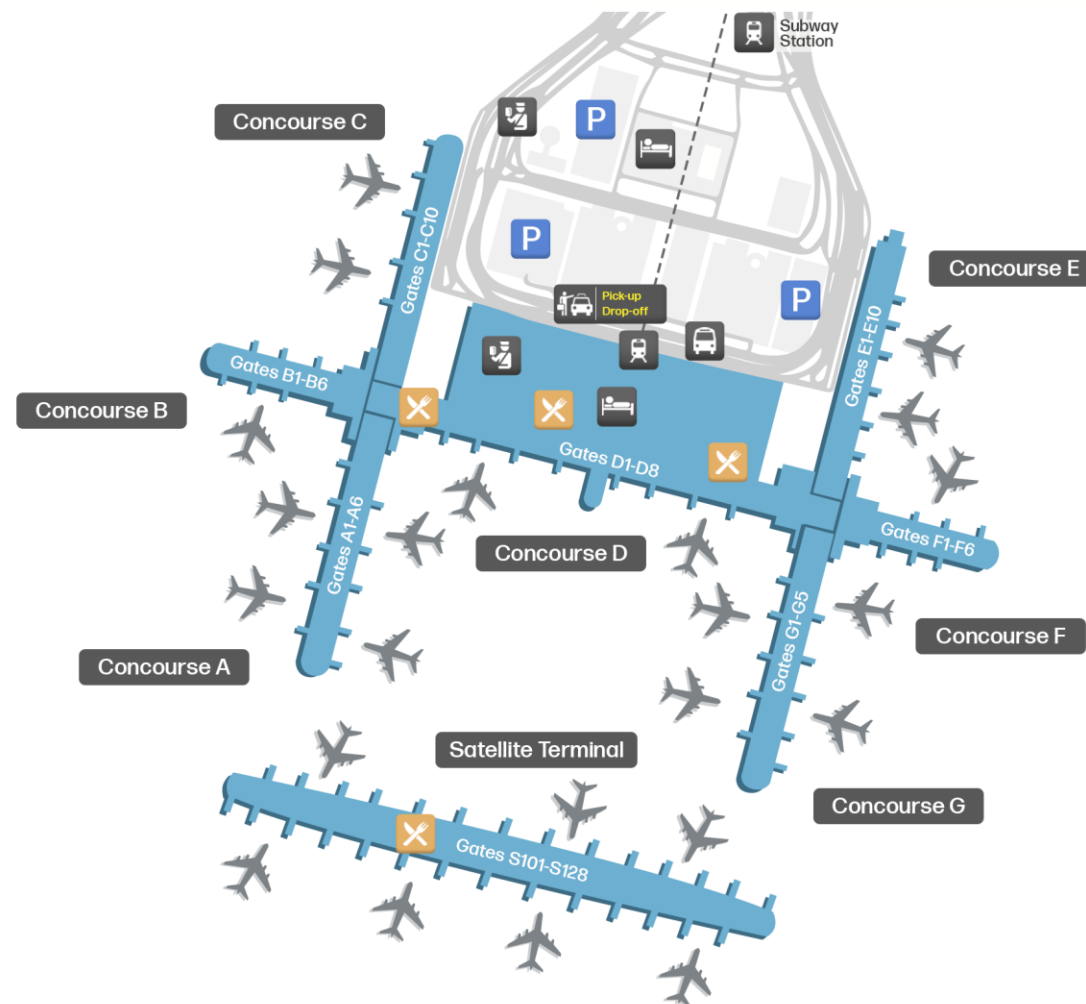 Subway
Station
Concourse C
P
Gates C1-C10
P
Concourse E
P
Pick-up
Drop-off
Gates E1-E10
Gates B1-B6
Concourse B
Gates D1-D8
Gates A1-A6
Concourse D
Gates F1-F6
Concourse F
Gates G1-G5
Concourse A
Satellite Terminal
Concourse G
Gates S101-S128